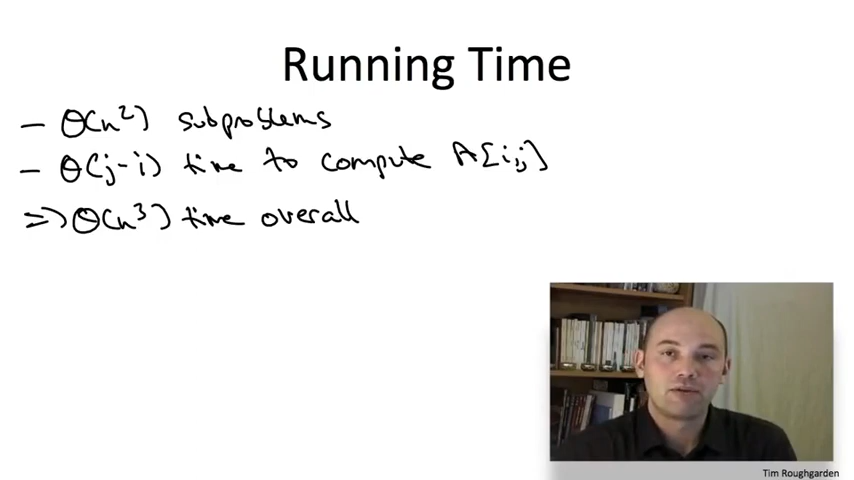 Running Time
- Θ(n²) subproblems
- Θ(j-i) time to compute A[i,j]
=> Θ(n³) time overall
Tim Roughgarden